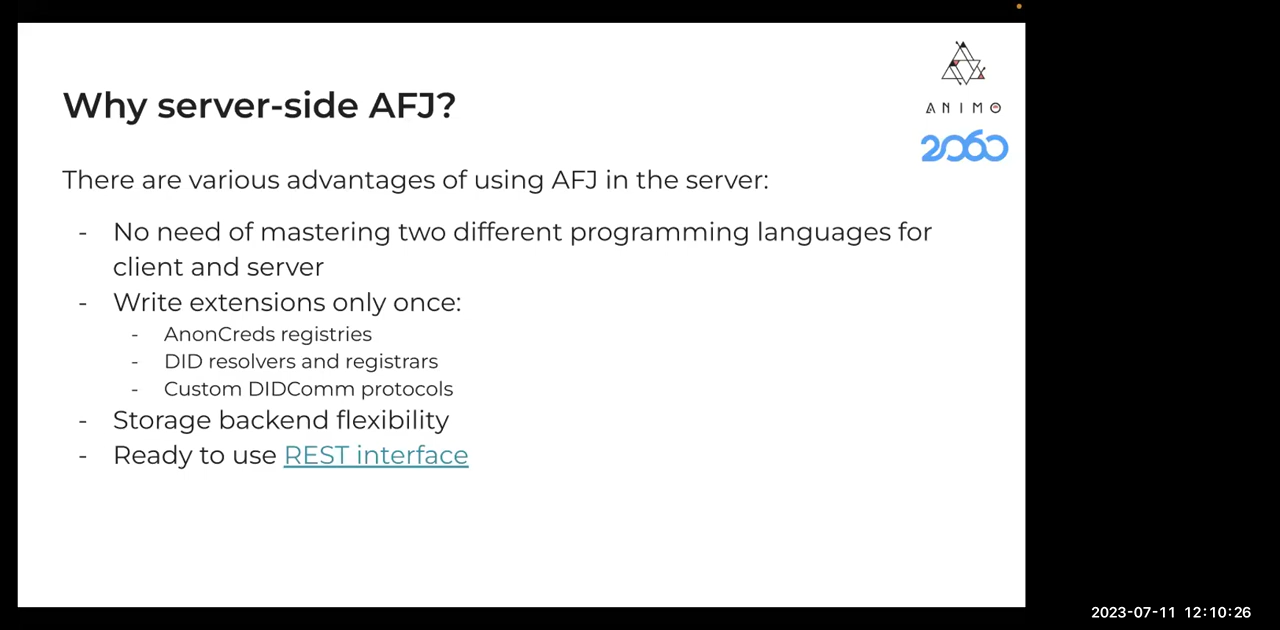 Why server-side AFJ?
ANIMO
2060
There are various advantages of using AFJ in the server:
- No need of mastering two different programming languages for
client and server
- Write extensions only once:
- AnonCreds registries
- DID resolvers and registrars
- Custom DIDComm protocols
- Storage backend flexibility
- Ready to use REST interface
2023-07-11 12:10:26